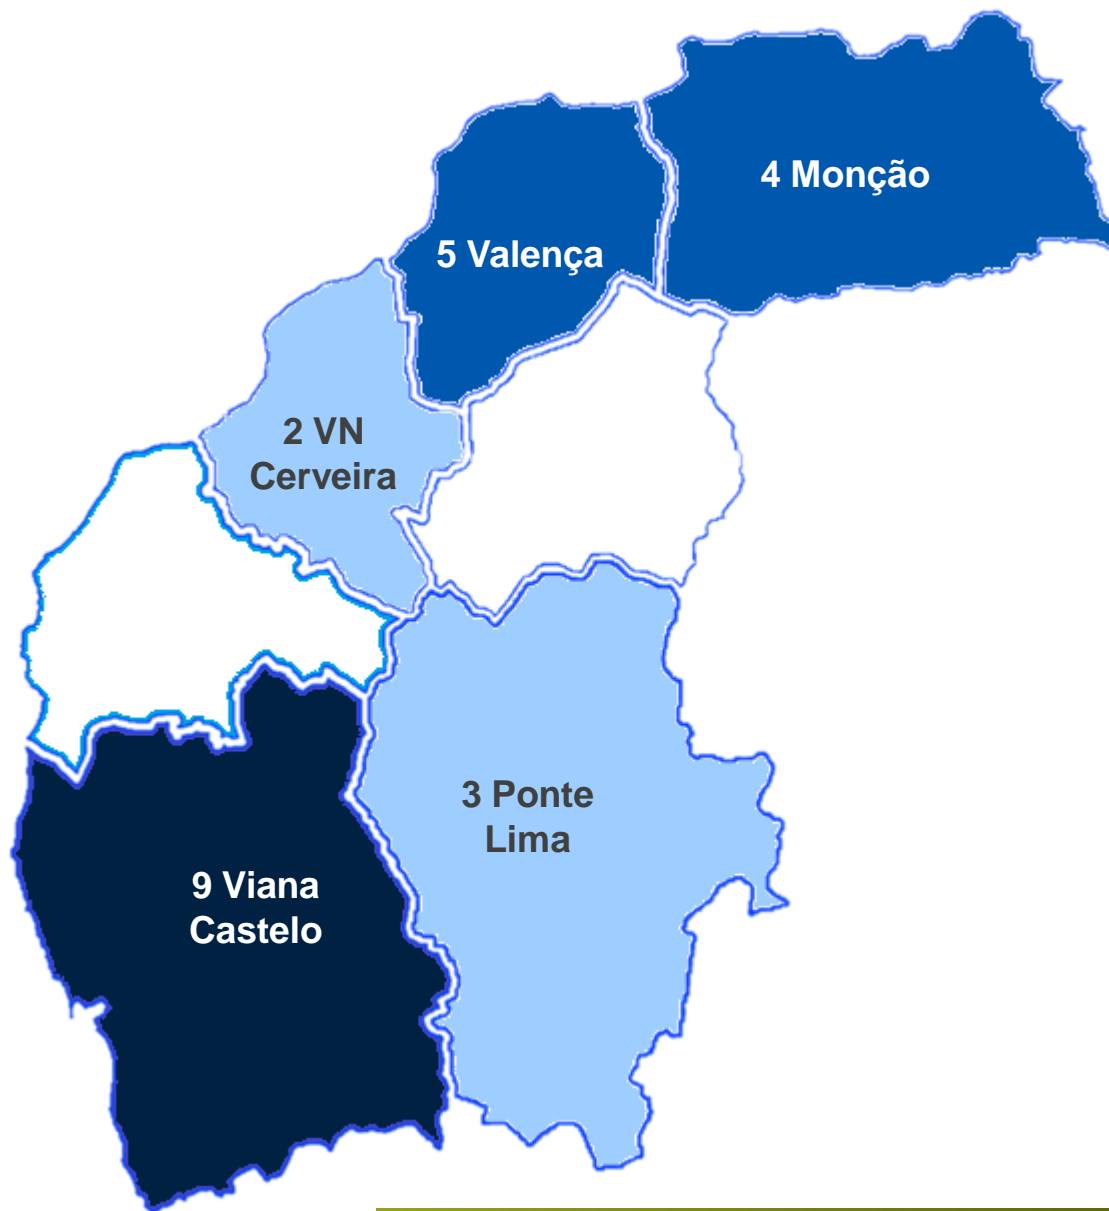 4 Monção
5 Valença
2 VN
Cerveira
3 Ponte
Lima
9 Viana
Castelo